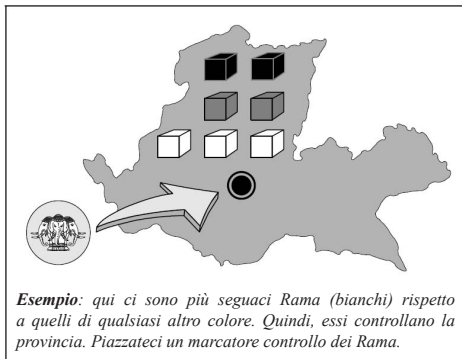 Esempio: qui ci sono più seguaci Rama (bianchi) rispetto
a quelli di qualsiasi altro colore. Quindi, essi controllano la
provincia. Piazzateci un marcatore controllo dei Rama.